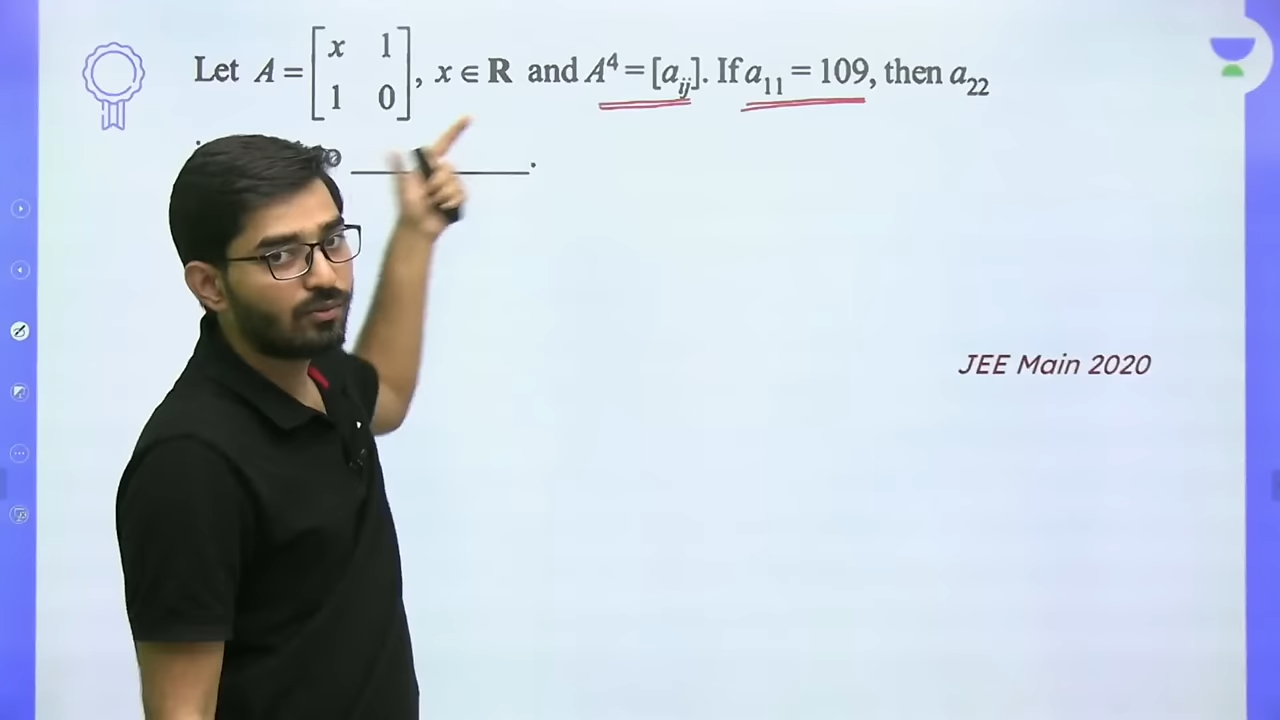 Let A = [x 1; 1 0], x ∈ R and A⁴ = [aᵢⱼ]. If a₁₁ = 109, then a₂₂
.
JEE Main 2020